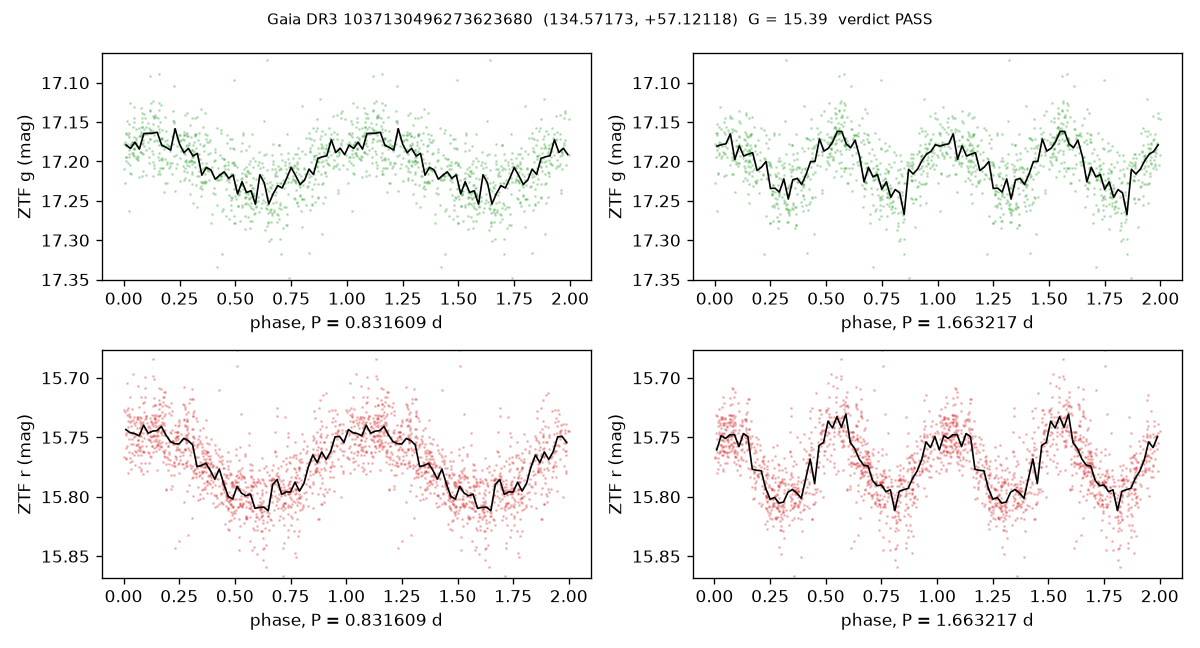 Gaia DR3 1037130496273623680 (134.57173, +57.12118) G = 15.39 verdict PASS
ZTF g (mag)
17.10
17.15
17.20
17.25
17.30
17.35
0.00 0.25 0.50 0.75 1.00 1.25 1.50 1.75 2.00
phase, P = 0.831609 d
ZTF g (mag)
17.10
17.15
17.20
17.25
17.30
17.35
0.00 0.25 0.50 0.75 1.00 1.25 1.50 1.75 2.00
phase, P = 1.663217 d
ZTF r (mag)
15.70
15.75
15.80
15.85
0.00 0.25 0.50 0.75 1.00 1.25 1.50 1.75 2.00
phase, P = 0.831609 d
ZTF r (mag)
15.70
15.75
15.80
15.85
0.00 0.25 0.50 0.75 1.00 1.25 1.50 1.75 2.00
phase, P = 1.663217 d